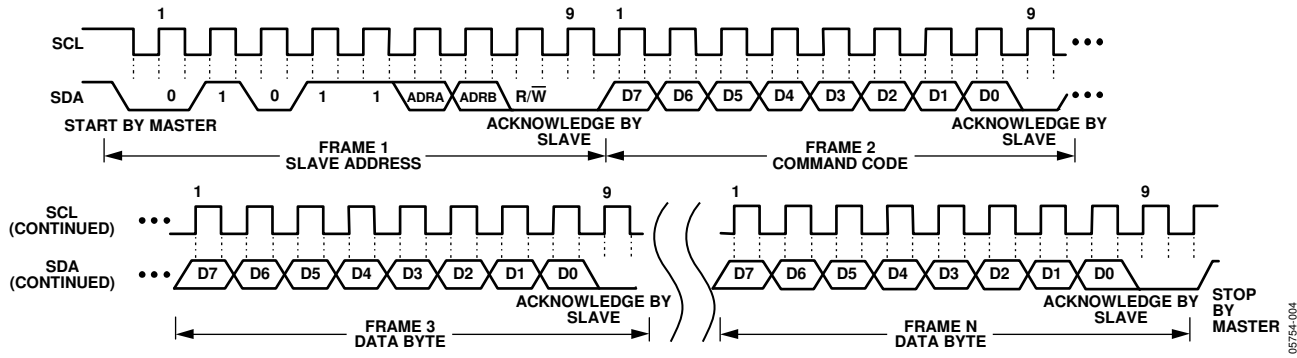 1 9 1 9
SCL
SDA 0 1 0 1 1 ADRA ADRB R/W̅ D7 D6 D5 D4 D3 D2 D1 D0
START BY MASTER ACKNOWLEDGE BY SLAVE ACKNOWLEDGE BY SLAVE
FRAME 1
SLAVE ADDRESS
FRAME 2
COMMAND CODE
1 9 1 9
SCL
(CONTINUED)
SDA
(CONTINUED)
D7 D6 D5 D4 D3 D2 D1 D0 D7 D6 D5 D4 D3 D2 D1 D0
ACKNOWLEDGE BY
SLAVE
ACKNOWLEDGE BY
SLAVE
STOP
BY
MASTER
FRAME 3
DATA BYTE
FRAME N
DATA BYTE
05754-004